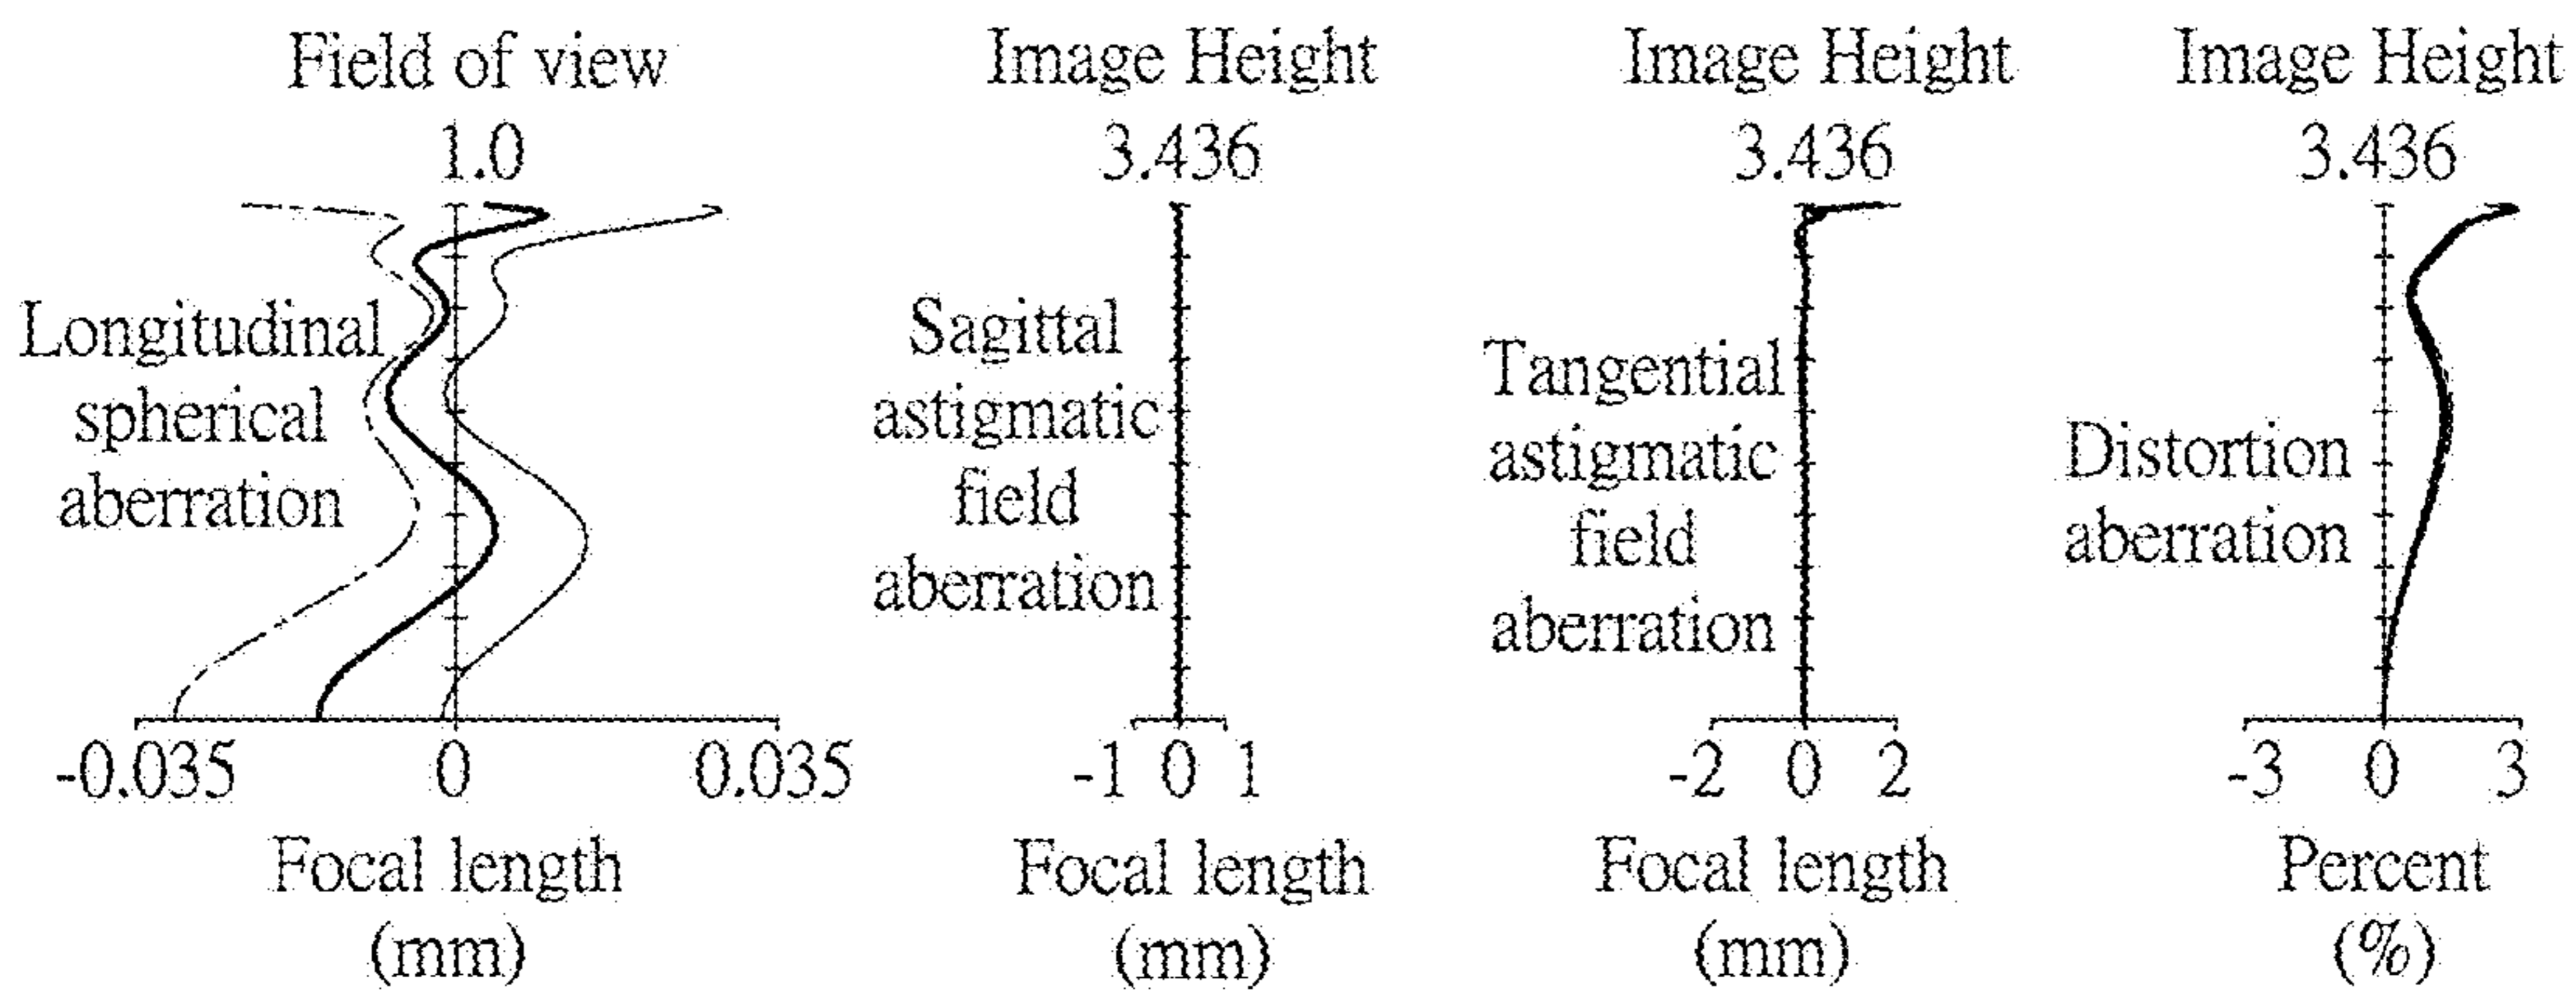 Field of view
1.0
Longitudinal
spherical
aberration
-0.035 0 0.035
Focal length
(mm)
Image Height
3.436
Sagittal
astigmatic
field
aberration
-1 0 1
Focal length
(mm)
Image Height
3.436
Tangential
astigmatic
field
aberration
-2 0 2
Focal length
(mm)
Image Height
3.436
Distortion
aberration
-3 0 3
Percent
(%)